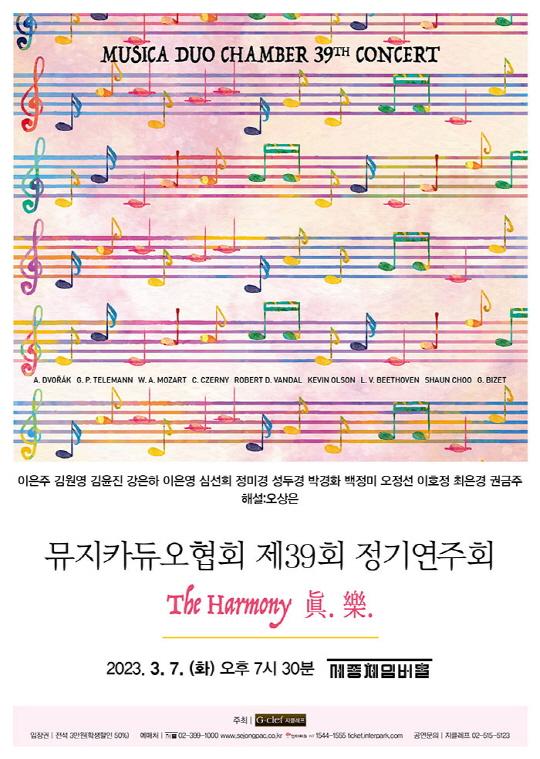 MUSICA DUO CHAMBER 39TH CONCERT
A. DVOŘÁK G. P. TELEMANN W. A. MOZART C. CZERNY ROBERT D. VANDAL KEVIN OLSON L. V. BEETHOVEN SHAUN CHOO G. BIZET
이은주 김원영 김윤진 강은하 이은영 심선희 정미경 성두경 박경화 백정미 오정선 이호정 최은경 권금주
해설:오상은
뮤지카듀오협회 제39회 정기연주회
The Harmony 眞. 樂.
2023. 3. 7. (화) 오후 7시 30분 세종체임버홀
주최 | G-clef 지클레프
입장권 | 전석 3만원(학생할인 50%) 예매처 | 02-399-1000 www.sejongpac.co.kr 1544-1555 ticket.interpark.com 공연문의 | 지클레프 02-515-5123